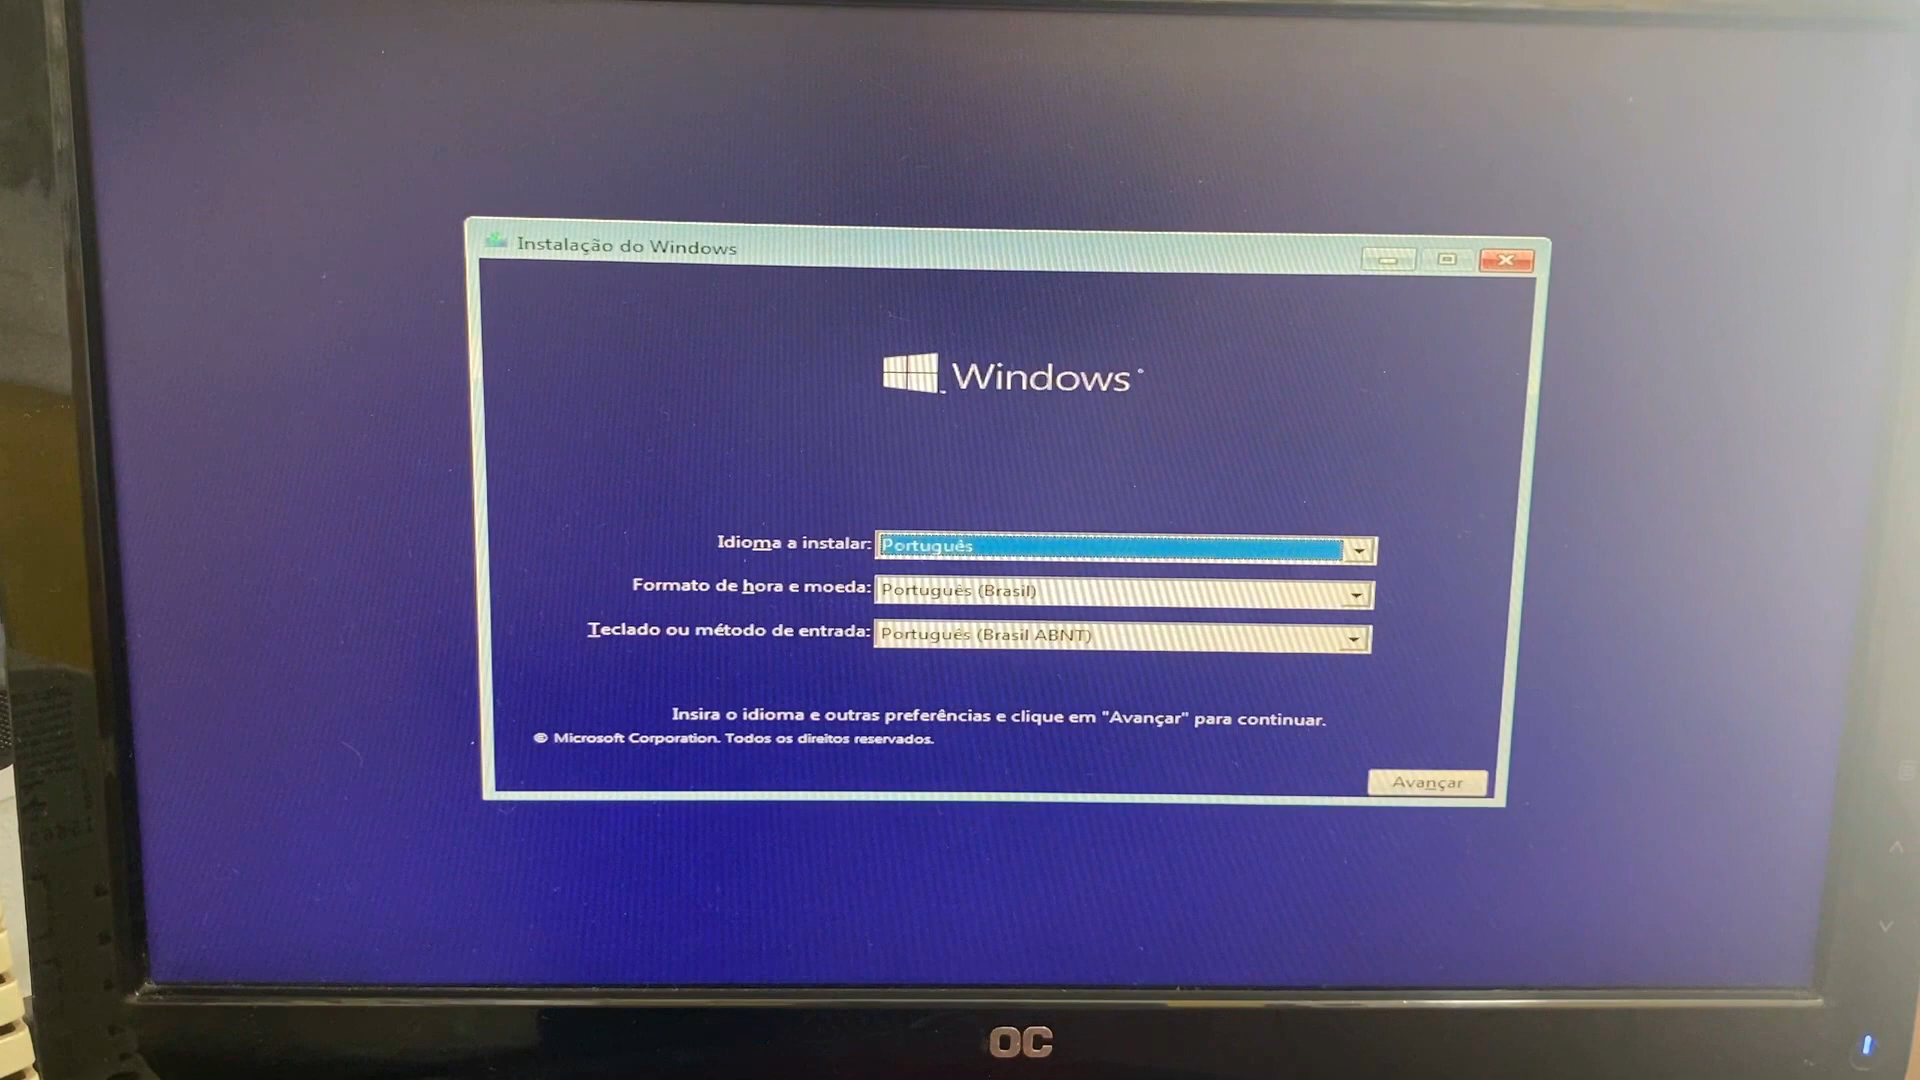 Instalação do Windows
Windows
Idioma a instalar: Português
Formato de hora e moeda: Português (Brasil)
Teclado ou método de entrada: Português (Brasil ABNT)
Insira o idioma e outras preferências e clique em "Avançar" para continuar.
© Microsoft Corporation. Todos os direitos reservados.
Avançar
OC